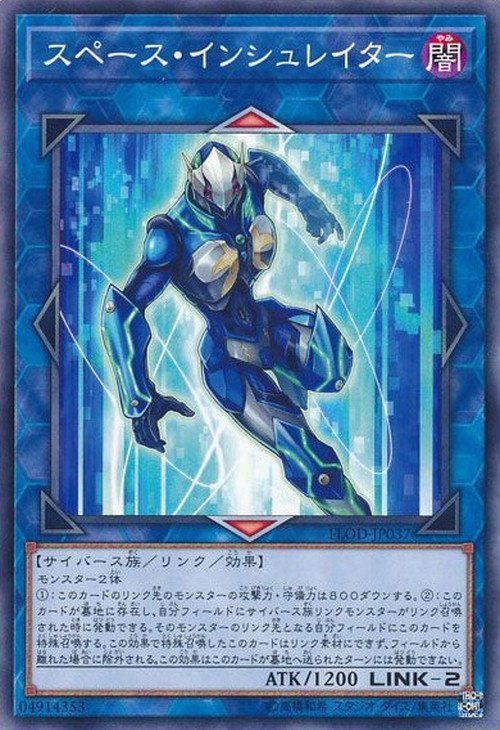 スペース・インシュレイター 闇
FLOD-JP037
【サイバース族／リンク／効果】
モンスター２体
①：このカードのリンク先のモンスターの攻撃力・守備力は８００ダウンする。②：この
カードが墓地に存在し、自分フィールドにサイバース族リンクモンスターがリンク召喚
された時に発動できる。そのモンスターのリンク先となる自分フィールドにこのカードを
特殊召喚する。この効果で特殊召喚したこのカードはリンク素材にできず、フィールドから
離れた場合に除外される。この効果はこのカードが墓地へ送られたターンには発動できない。
ATK/1200 LINK-2
04914353 ©高橋和希 スタジオ・ダイス/集英社